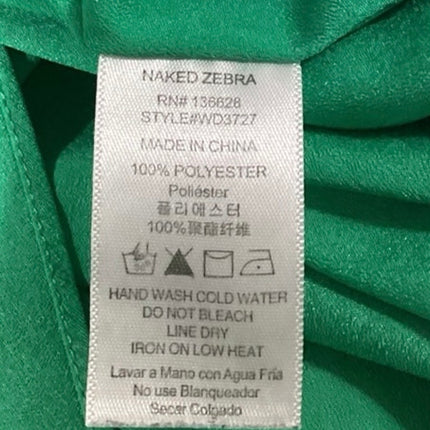 NAKED ZEBRA
RN# 136628
STYLE#WD3727
MADE IN CHINA
100% POLYESTER
Poliéster
폴리에스터
100%聚酯纤维
HAND WASH COLD WATER
DO NOT BLEACH
LINE DRY
IRON ON LOW HEAT
Lavar a Mano con Agua Fria
No use Blanqueador
Secar Colgado